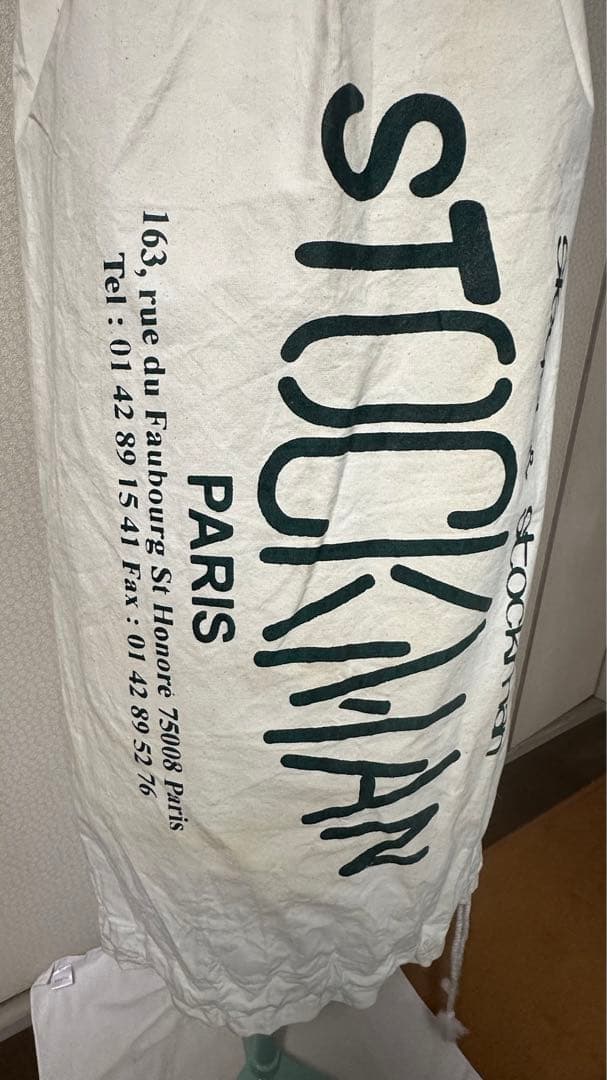 STOCKMAN
PARIS
163, rue du Faubourg St Honoré 75008 Paris
Tel : 01 42 89 15 41 Fax : 01 42 89 52 76
stockman